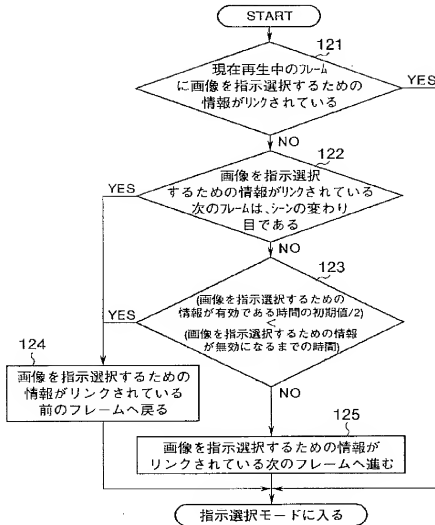 START
121
現在再生中のフレーム
に画像を指示選択するための
情報がリンクされている
YES
NO
122
画像を指示選択
するための情報がリンクされている
次のフレームは、シーンの変わり
目である
YES
NO
123
(画像を指示選択するための
情報が有効である時間の初期値/2)
<
(画像を指示選択するための情報
が無効になるまでの時間)
YES
NO
124
画像を指示選択するための
情報がリンクされている
前のフレームへ戻る
125
画像を指示選択するための情報が
リンクされている次のフレームへ進む
指示選択モードに入る